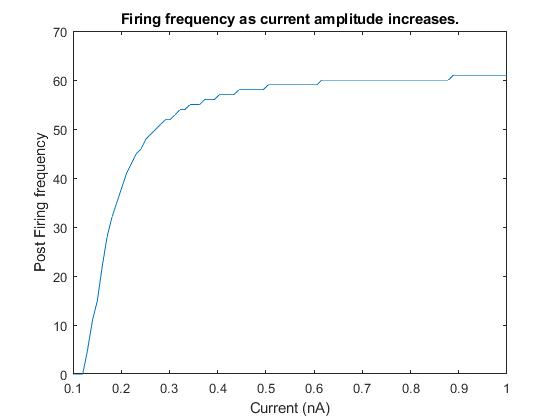 Firing frequency as current amplitude increases.
70
60
50
40
30
20
10
0
Post Firing frequency
0.1 0.2 0.3 0.4 0.5 0.6 0.7 0.8 0.9 1
Current (nA)